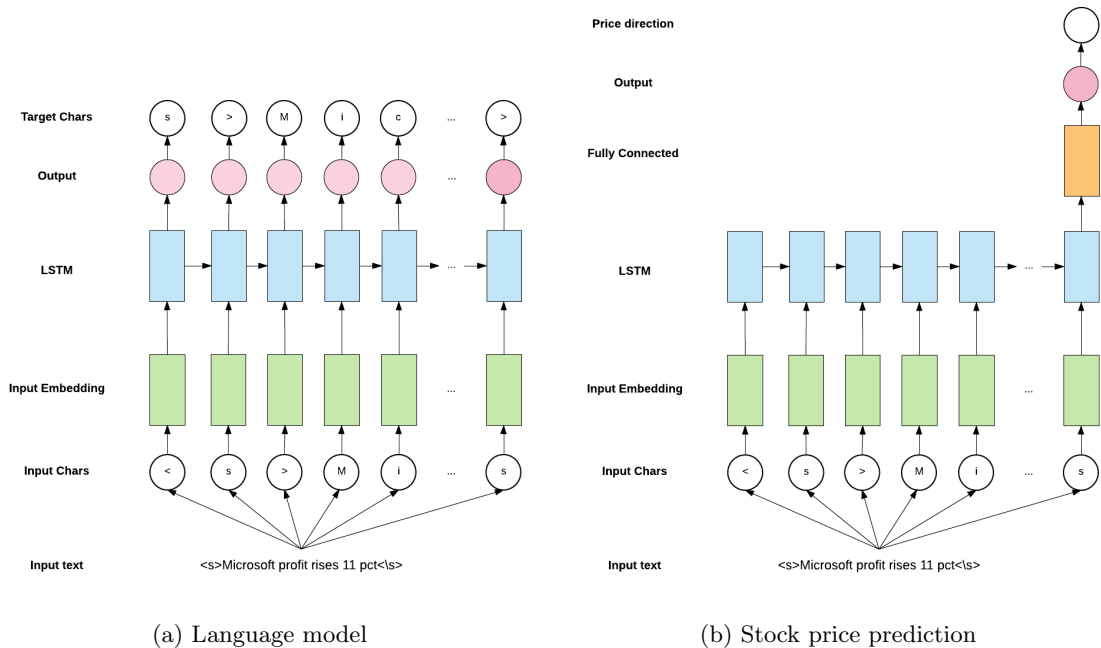 Target Chars
s > M i c ... >
Output
...
LSTM
...
Input Embedding
...
Input Chars
< s > M i ... s
Input text
<s>Microsoft profit rises 11 pct<\s>
(a) Language model
Price direction
Output
Fully Connected
LSTM
...
Input Embedding
...
Input Chars
< s > M i ... s
Input text
<s>Microsoft profit rises 11 pct<\s>
(b) Stock price prediction